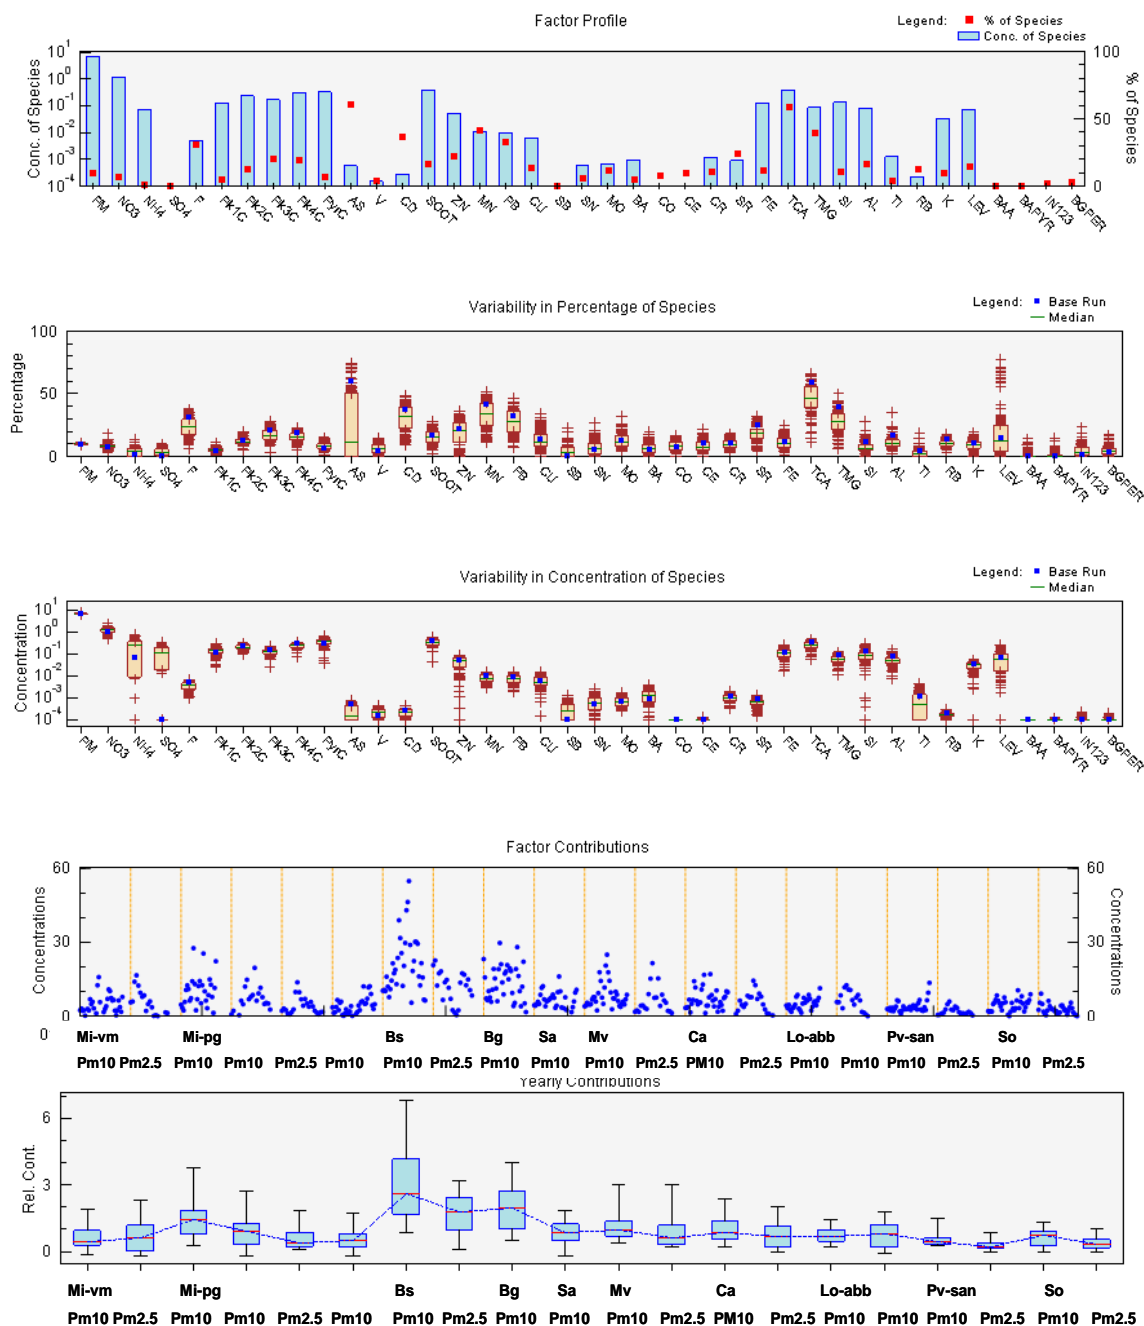 Factor Profile
Legend: % of Species
Conc. of Species
Conc. of Species
% of Species
10^1
10^0
10^-1
10^-2
10^-3
10^-4
100
50
0
PM NO3 NH4 SO4 F Pk1C Pk2C Pk3C Pk4C PyrC AS V CD SOOT ZN MN PB CU SB SN MO BA CO CE CR SR FE TCA TMG SI AL TI RB K LEV BAA BAPYR IN123 BGPER
Variability in Percentage of Species
Legend: Base Run
Median
Percentage
100
50
0
PM NO3 NH4 SO4 F Pk1C Pk2C Pk3C Pk4C PyrC AS V CD SOOT ZN MN PB CU SB SN MO BA CO CE CR SR FE TCA TMG SI AL TI RB K LEV BAA BAPYR IN123 BGPER
Variability in Concentration of Species
Legend: Base Run
Median
Concentration
10^1
10^0
10^-1
10^-2
10^-3
10^-4
PM NO3 NH4 SO4 F Pk1C Pk2C Pk3C Pk4C PyrC AS V CD SOOT ZN MN PB CU SB SN MO BA CO CE CR SR FE TCA TMG SI AL TI RB K LEV BAA BAPYR IN123 BGPER
Factor Contributions
Concentrations
Concentrations
60
30
0
60
30
0
0
Mi-vm Mi-pg Bs Bg Sa Mv Ca Lo-abb Pv-san So
Pm10 Pm2.5 Pm10 Pm10 Pm2.5 Pm10 Pm10 Pm2.5 Pm10 Pm10 Pm10 Pm2.5 PM10 Pm2.5 Pm10 Pm10 Pm10 Pm2.5 Pm10 Pm2.5
Yearly Contributions
Rel. Cont.
6
3
0
Mi-vm Mi-pg Bs Bg Sa Mv Ca Lo-abb Pv-san So
Pm10 Pm2.5 Pm10 Pm10 Pm2.5 Pm10 Pm10 Pm2.5 Pm10 Pm10 Pm10 Pm2.5 PM10 Pm2.5 Pm10 Pm10 Pm10 Pm2.5 Pm10 Pm2.5